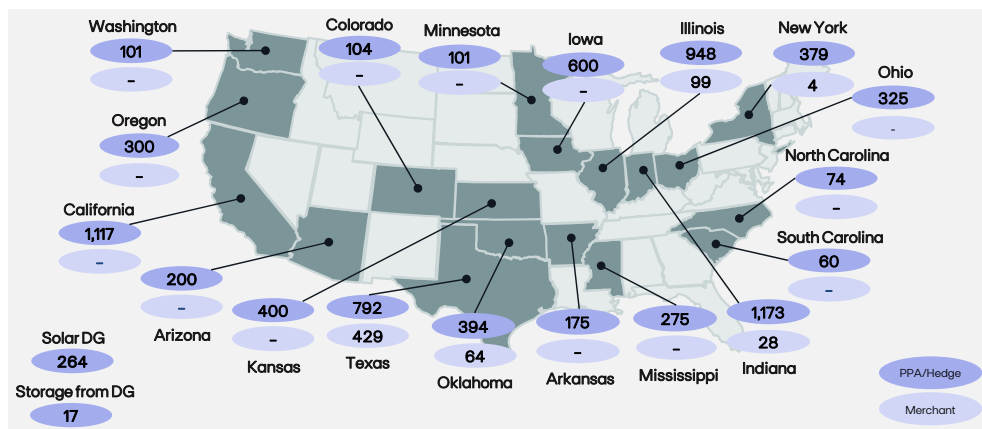 Washington
101
–
Colorado
104
–
Minnesota
101
–
Iowa
600
–
Illinois
948
99
New York
379
4
Ohio
325
-
Oregon
300
–
North Carolina
74
–
California
1,117
–
South Carolina
60
–
200
–
Arizona
400
–
Kansas
792
429
Texas
394
64
Oklahoma
175
–
Arkansas
275
–
Mississippi
1,173
28
Indiana
Solar DG
264
Storage from DG
17
PPA/Hedge
Merchant